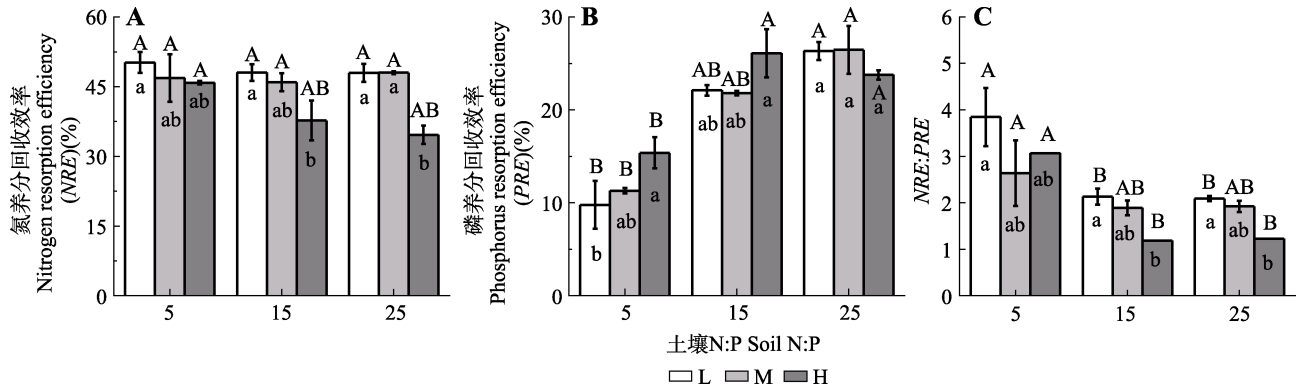 A
氮养分回收效率
Nitrogen resorption efficiency
(NRE)(%)
60
45
30
15
0
A A A
a ab ab
A A AB
a a b
A A AB
a a b
5 15 25
B
磷养分回收效率
Phosphorus resorption efficiency
(PRE)(%)
30
20
10
0
B B B
b ab a
AB AB A
ab ab a
A A A
a a a
5 15 25
C
NRE:PRE
6
5
4
3
2
1
0
A A A
a ab ab
B AB B
a ab b
B AB B
a ab b
5 15 25
土壤N:P Soil N:P
L M H